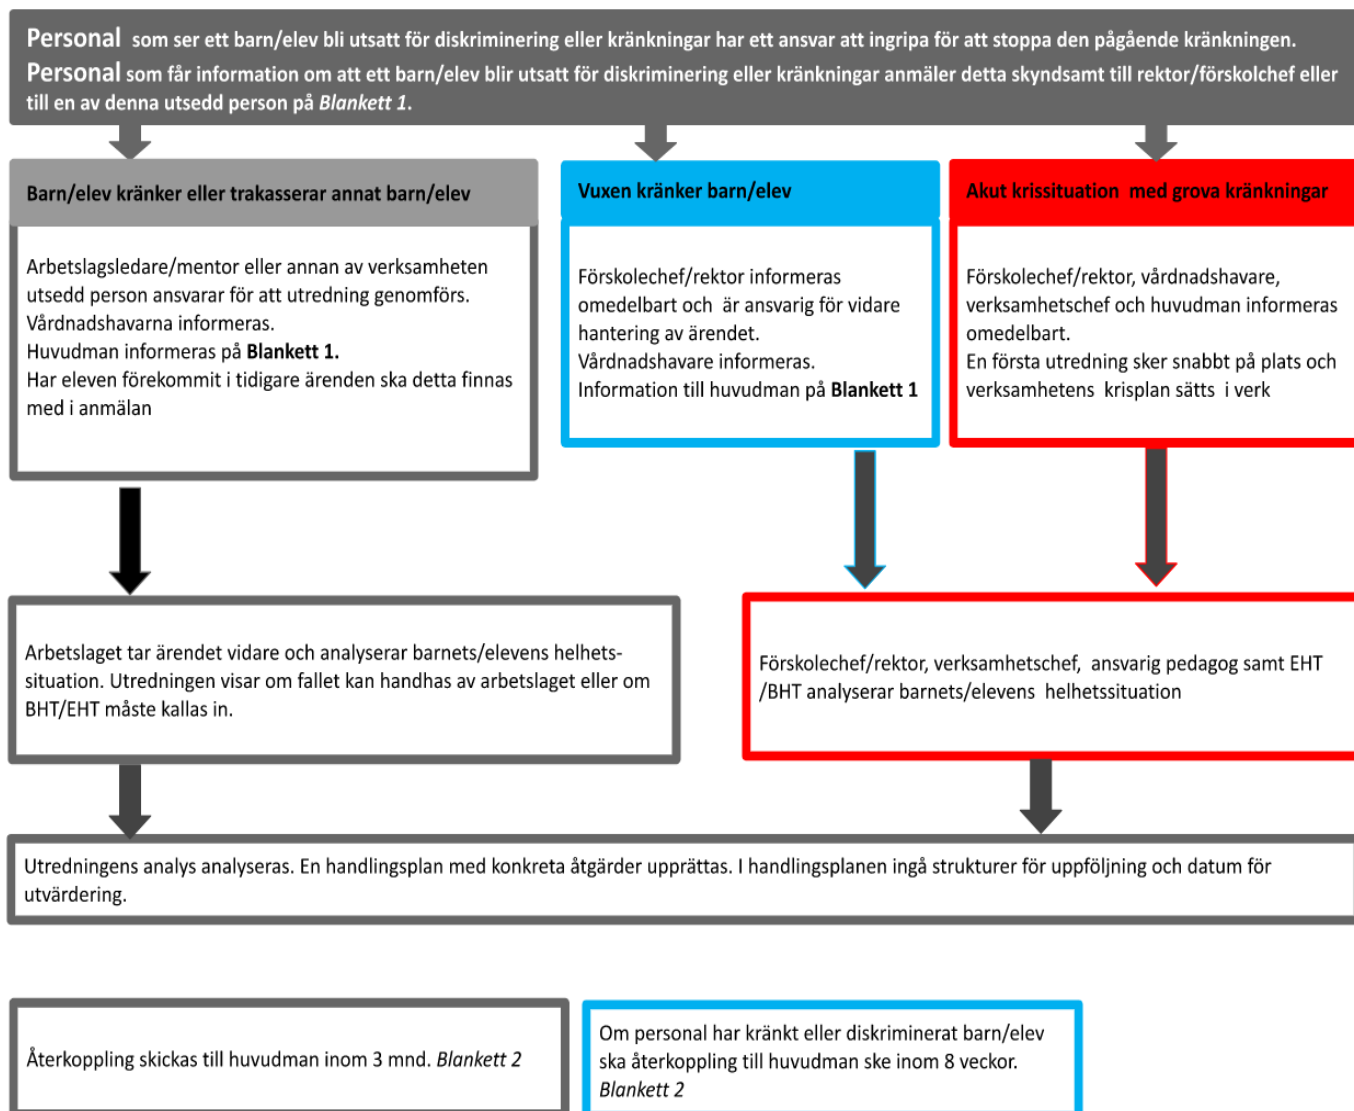 Personal som ser ett barn/elev bli utsatt för diskriminering eller kränkningar har ett ansvar att ingripa för att stoppa den pågående kränkningen.
Personal som får information om att ett barn/elev blir utsatt för diskriminering eller kränkningar anmäler detta skyndsamt till rektor/förskolchef eller
till en av denna utsedd person på Blankett 1.
Barn/elev kränker eller trakasserar annat barn/elev
Arbetslagsledare/mentor eller annan av verksamheten
utsedd person ansvarar för att utredning genomförs.
Vårdnadshavarna informeras.
Huvudman informeras på Blankett 1.
Har eleven förekommit i tidigare ärenden ska detta finnas
med i anmälan
Vuxen kränker barn/elev
Förskolechef/rektor informeras
omedelbart och är ansvarig för vidare
hantering av ärendet.
Vårdnadshavare informeras.
Information till huvudman på Blankett 1
Akut krissituation med grova kränkningar
Förskolechef/rektor, vårdnadshavare,
verksamhetschef och huvudman informeras
omedelbart.
En första utredning sker snabbt på plats och
verksamhetens krisplan sätts i verk
Arbetslaget tar ärendet vidare och analyserar barnets/elevens helhets-
situation. Utredningen visar om fallet kan handhas av arbetslaget eller om
BHT/EHT måste kallas in.
Förskolechef/rektor, verksamhetschef, ansvarig pedagog samt EHT
/BHT analyserar barnets/elevens helhetssituation
Utredningens analys analyseras. En handlingsplan med konkreta åtgärder upprättas. I handlingsplanen ingå strukturer för uppföljning och datum för
utvärdering.
Återkoppling skickas till huvudman inom 3 mnd. Blankett 2
Om personal har kränkt eller diskriminerat barn/elev
ska återkoppling till huvudman ske inom 8 veckor.
Blankett 2